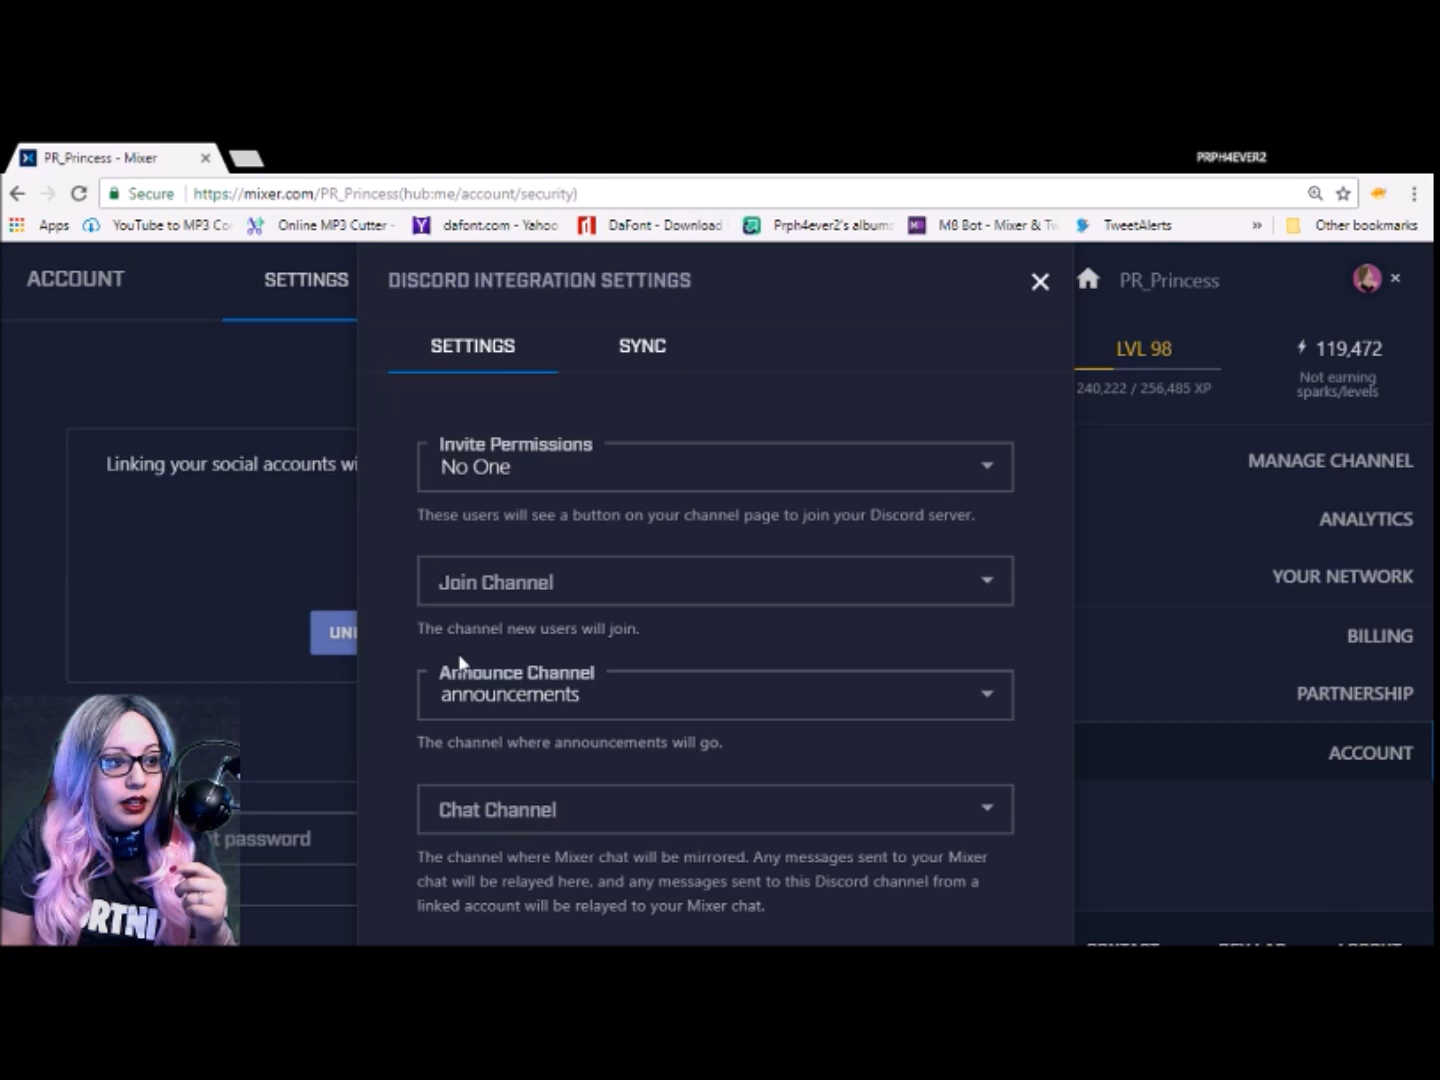 PR_Princess - Mixer
PRPH4EVER2
Secure
https://mixer.com/PR_Princess(hub:me/account/security)
Apps
YouTube to MP3 Co
Online MP3 Cutter -
dafont.com - Yahoo
DaFont - Download
Prph4ever2's albums
M8 Bot - Mixer & Tw
TweetAlerts
»
Other bookmarks
ACCOUNT
SETTINGS
DISCORD INTEGRATION SETTINGS
PR_Princess
SETTINGS
SYNC
LVL 98
119,472
240,222 / 256,485 XP
Not earning
sparks/levels
Invite Permissions
No One
These users will see a button on your channel page to join your Discord server.
Linking your social accounts wi
Join Channel
The channel new users will join.
UNI
Announce Channel
announcements
The channel where announcements will go.
Chat Channel
The channel where Mixer chat will be mirrored. Any messages sent to your Mixer
chat will be relayed here, and any messages sent to this Discord channel from a
linked account will be relayed to your Mixer chat.
t password
RTNI
MANAGE CHANNEL
ANALYTICS
YOUR NETWORK
BILLING
PARTNERSHIP
ACCOUNT